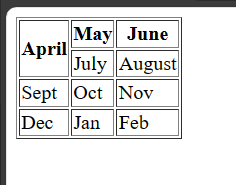 April May June
July August
Sept Oct Nov
Dec Jan Feb